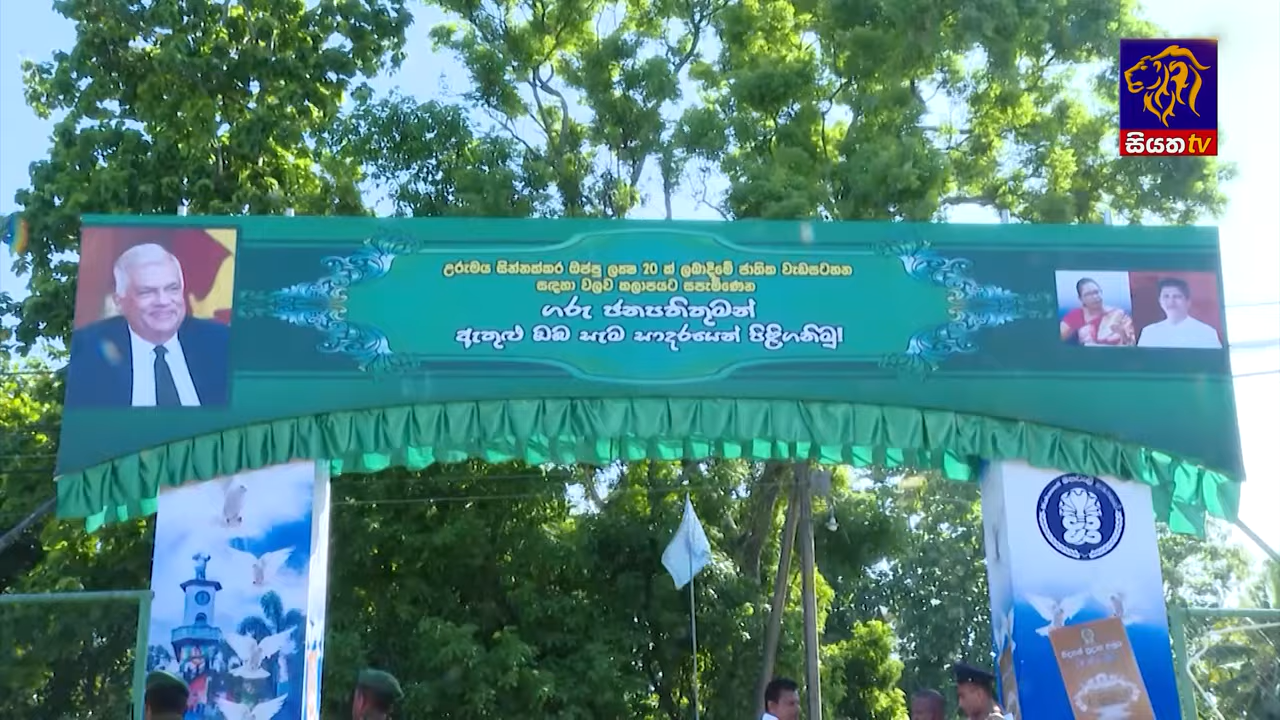 සියත tv
උරුමය සින්නක්කර ඔප්පු ලක්ෂ 20 ක් ලබාදීමේ ජාතික වැඩසටහන
සඳහා වලව කලාපයට සපැමිණෙන
ගරු ජනපතිතුමන්
ඇතුළු ඔබ සැම සාදරයෙන් පිළිගනිමු!